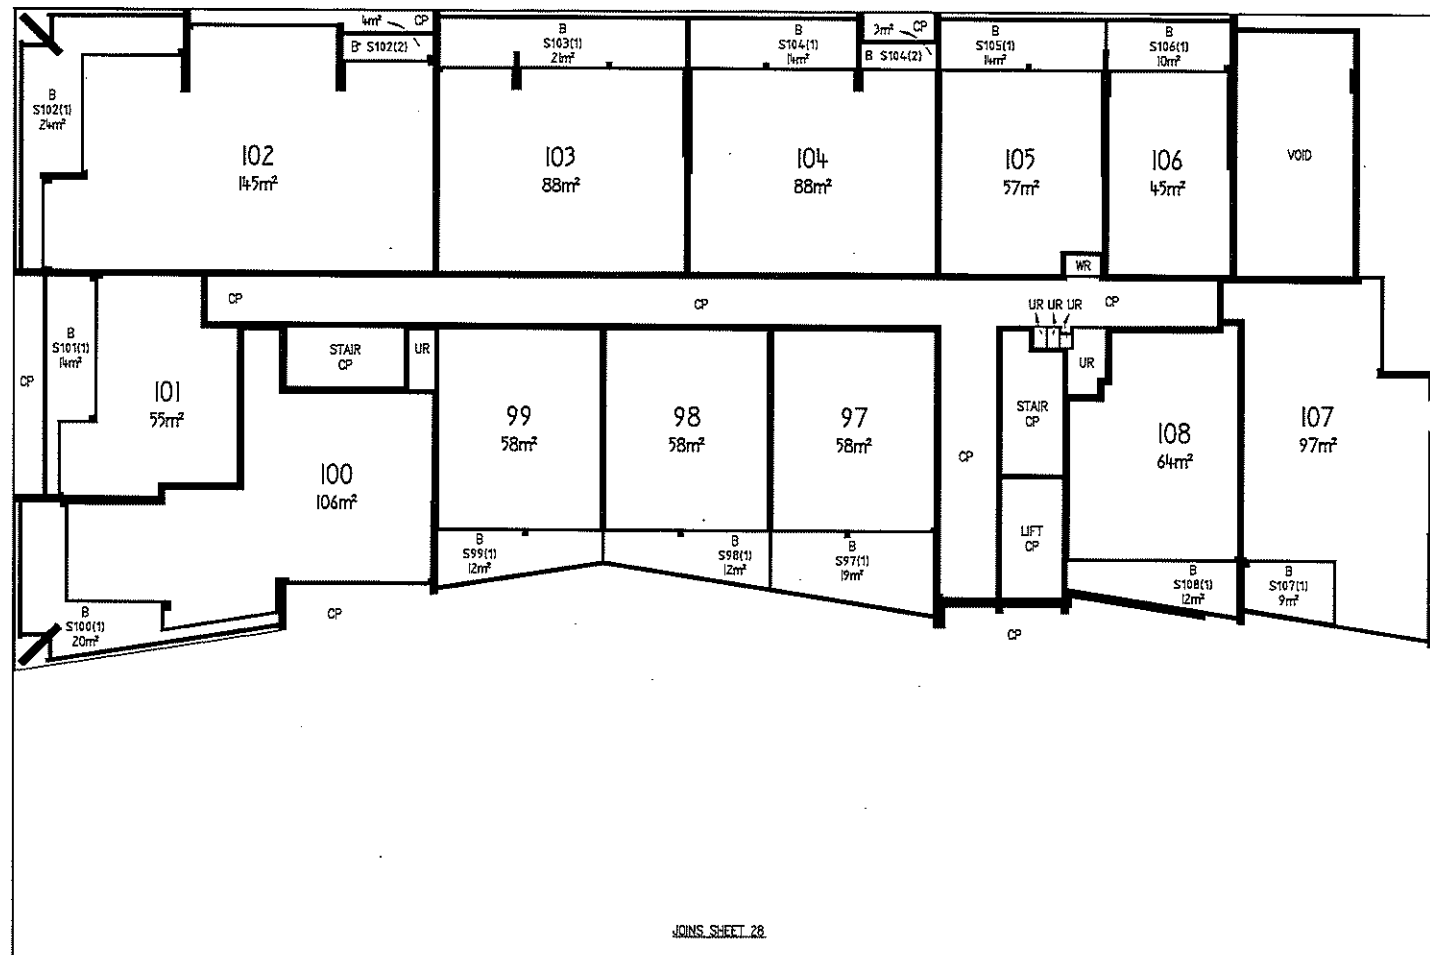 4m²
CP
B S102(2)
B
S103(1)
21m²
B
S104(1)
14m²
CP
B S104(2)
B
S105(1)
14m²
B
S106(1)
10m²
B
S102(1)
24m²
102
145m²
103
88m²
104
88m²
105
57m²
106
45m²
VOID
WR
CP
CP
UR UR UR
CP
B
S101(1)
14m²
CP
101
55m²
STAIR
CP
UR
100
106m²
99
58m²
98
58m²
97
58m²
CP
STAIR
CP
UR
108
64m²
107
97m²
LIFT
CP
B
S99(1)
12m²
B
S98(1)
12m²
B
S97(1)
19m²
B
S108(1)
12m²
B
S107(1)
9m²
B
S100(1)
20m²
CP
CP
JOINS SHEET 28